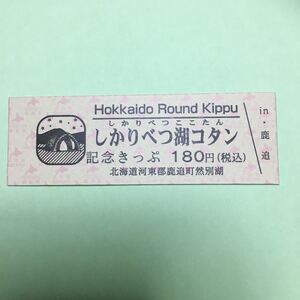 Hokkaido Round Kippu
しかりべつここたん
しかりべつ湖コタン
記念きっぷ 180円(税込)
北海道河東郡鹿追町然別湖
in・鹿追